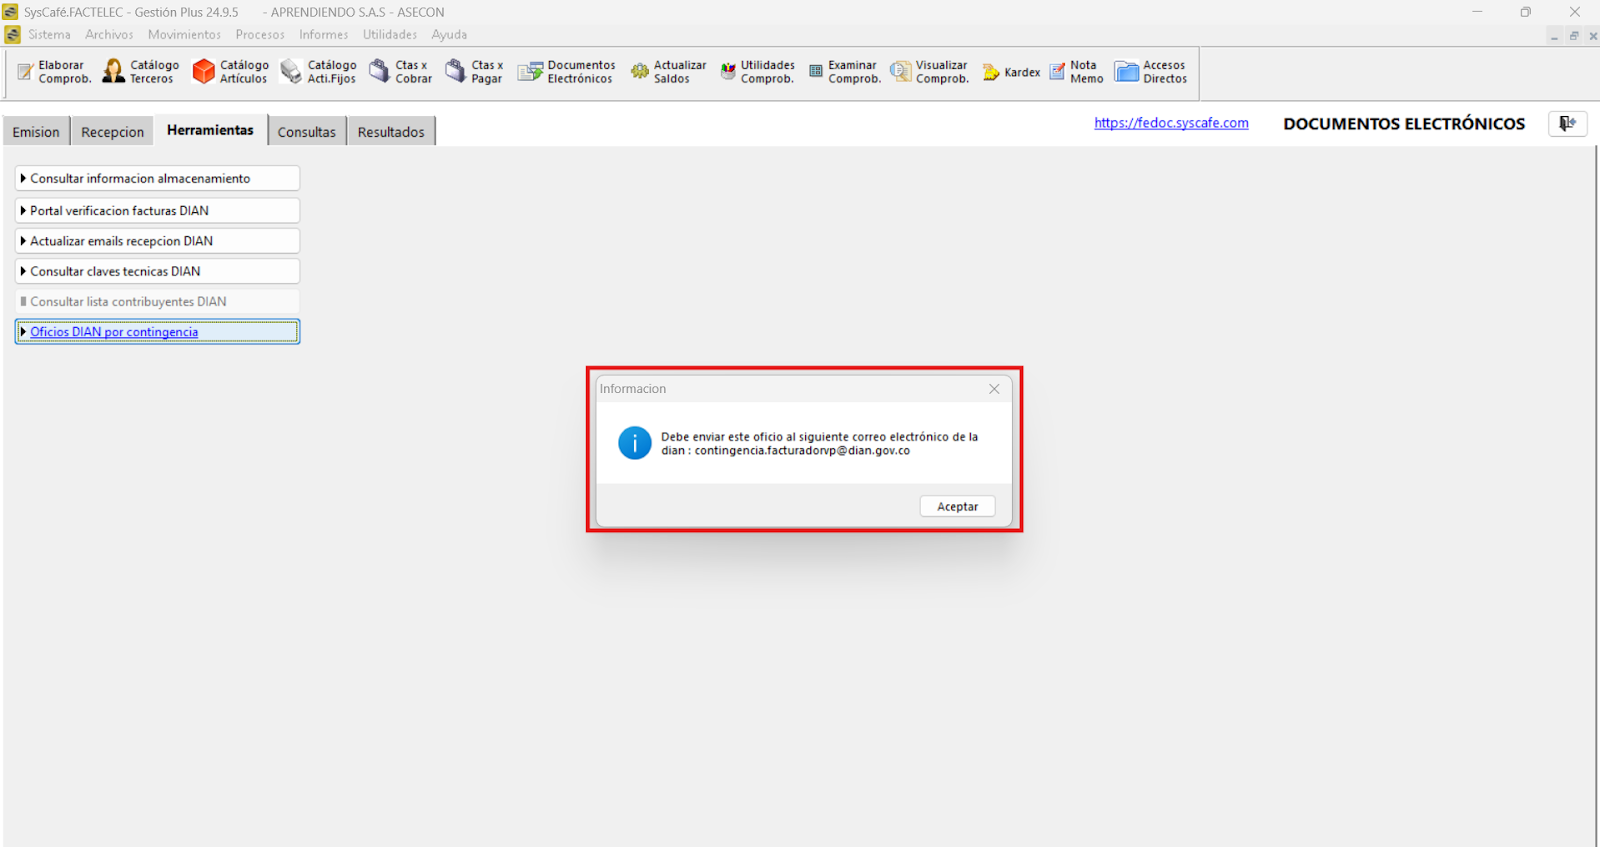 SysCafé.FACTELEC - Gestión Plus 24.9.5 - APRENDIENDO S.A.S - ASECON
Sistema Archivos Movimientos Procesos Informes Utilidades Ayuda
Elaborar Comprob.
Catálogo Terceros
Catálogo Artículos
Catálogo Acti.Fijos
Ctas x Cobrar
Ctas x Pagar
Documentos Electrónicos
Actualizar Saldos
Utilidades Comprob.
Examinar Comprob.
Visualizar Comprob.
Kardex
Nota Memo
Accesos Directos
Emision Recepcion Herramientas Consultas Resultados
https://fedoc.syscafe.com DOCUMENTOS ELECTRÓNICOS
Consultar informacion almacenamiento
Portal verificacion facturas DIAN
Actualizar emails recepcion DIAN
Consultar claves tecnicas DIAN
Consultar lista contribuyentes DIAN
Oficios DIAN por contingencia
Informacion
Debe enviar este oficio al siguiente correo electrónico de la
dian : contingencia.facturadorvp@dian.gov.co
Aceptar